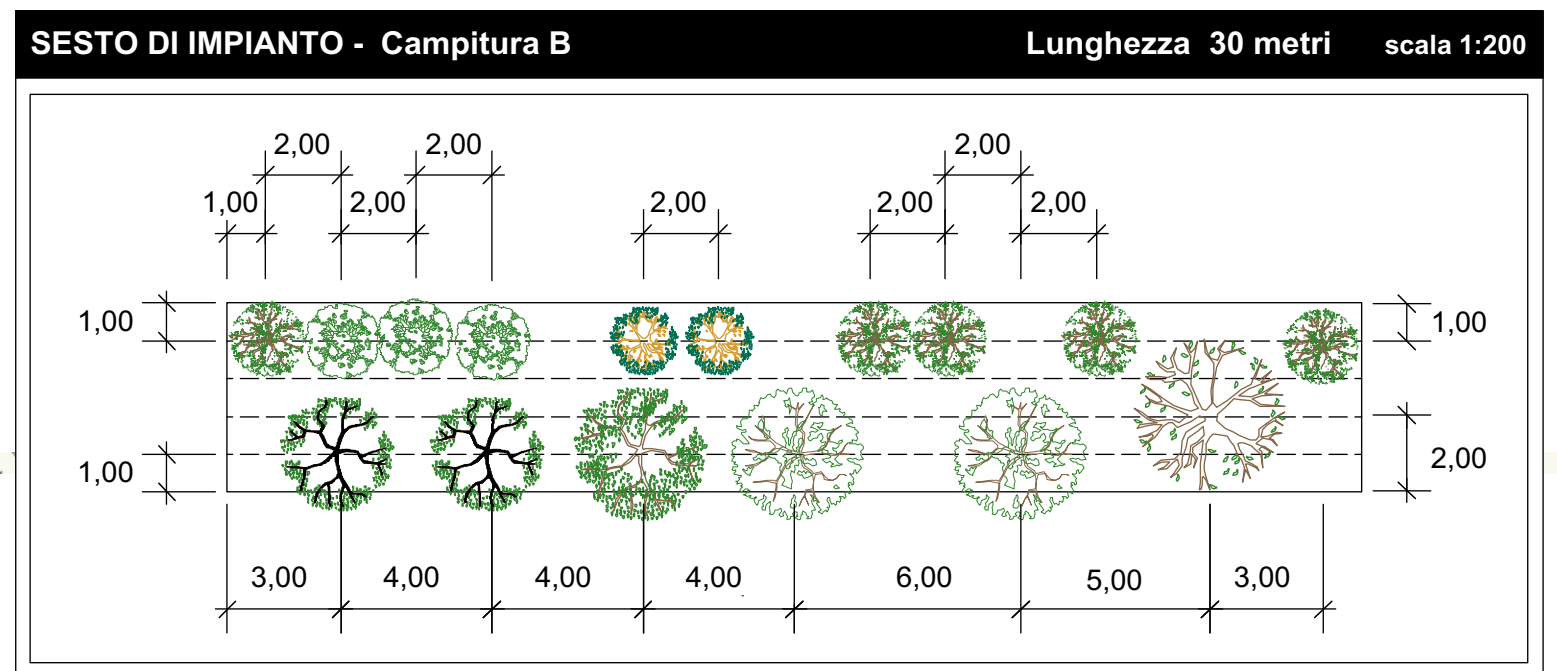 SESTO DI IMPIANTO - Campitura B Lunghezza 30 metri scala 1:200
2,00 2,00 2,00
1,00 2,00 2,00 2,00 2,00
1,00 1,00
1,00 2,00
3,00 4,00 4,00 4,00 6,00 5,00 3,00